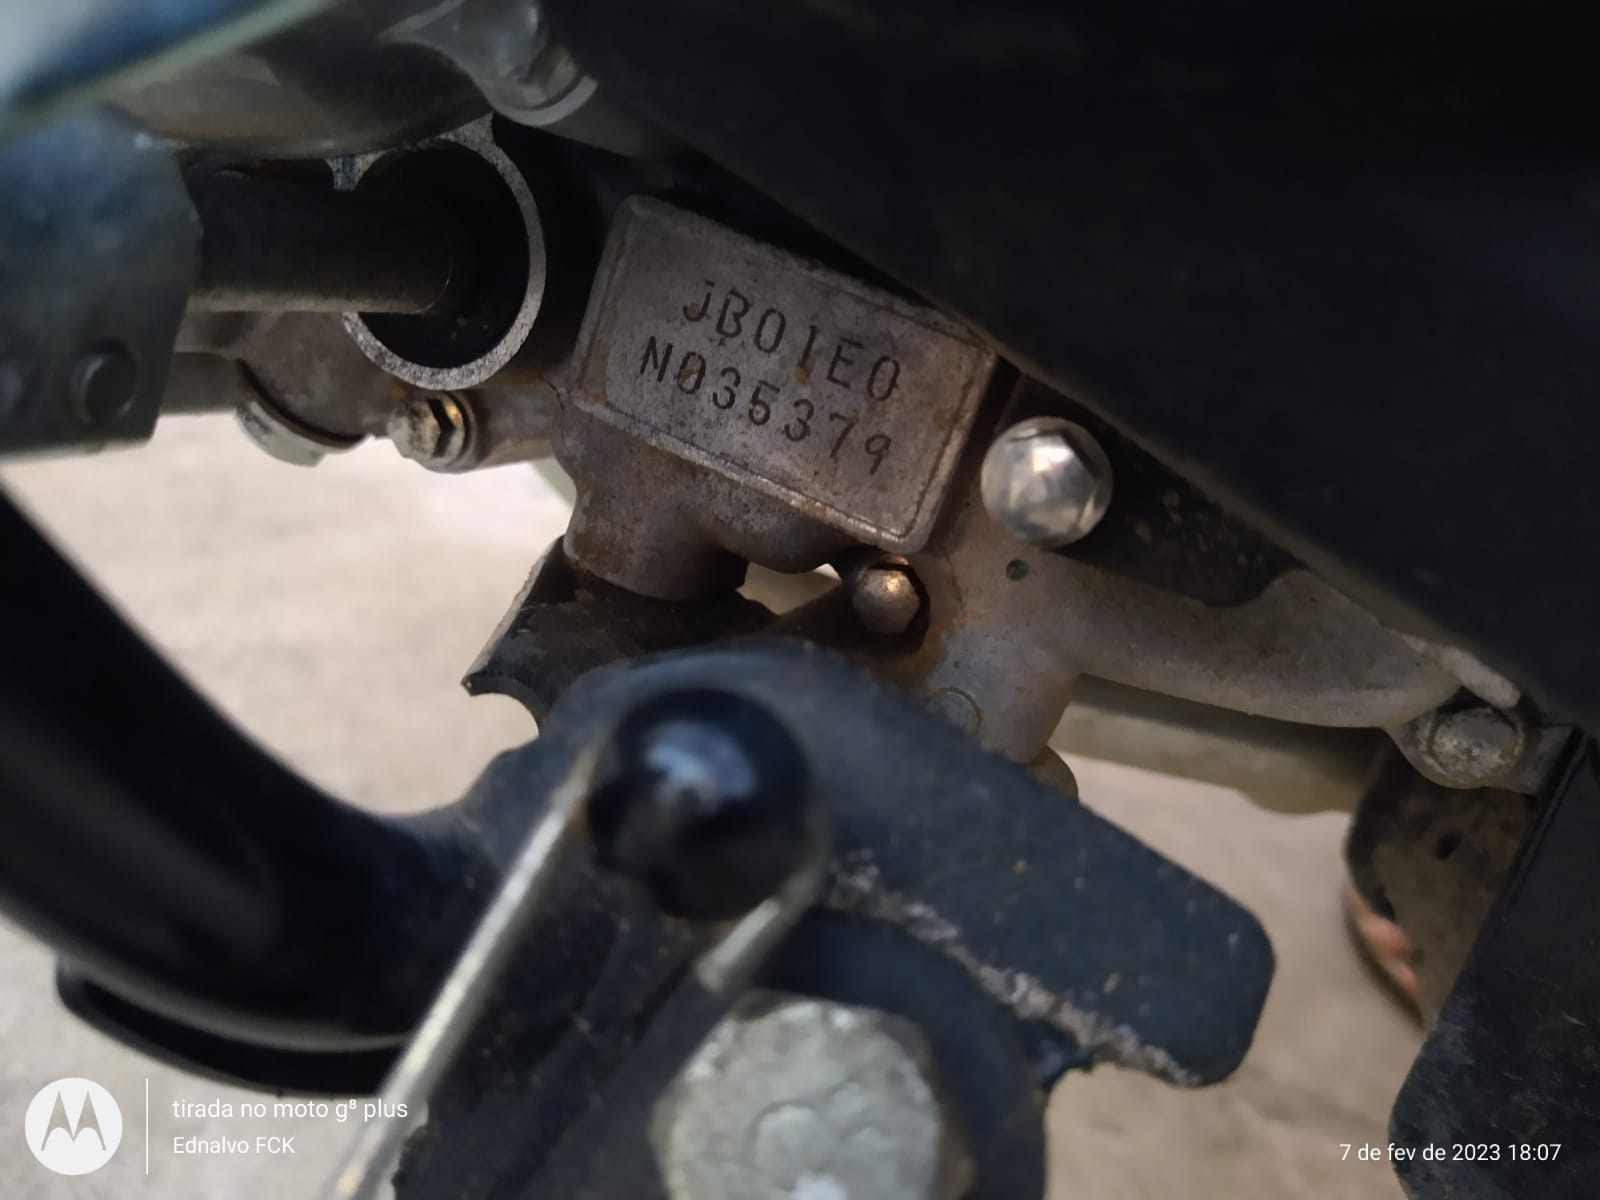 JB01E0
N035379
tirada no moto g⁸ plus
Ednalvo FCK
7 de fev de 2023 18:07